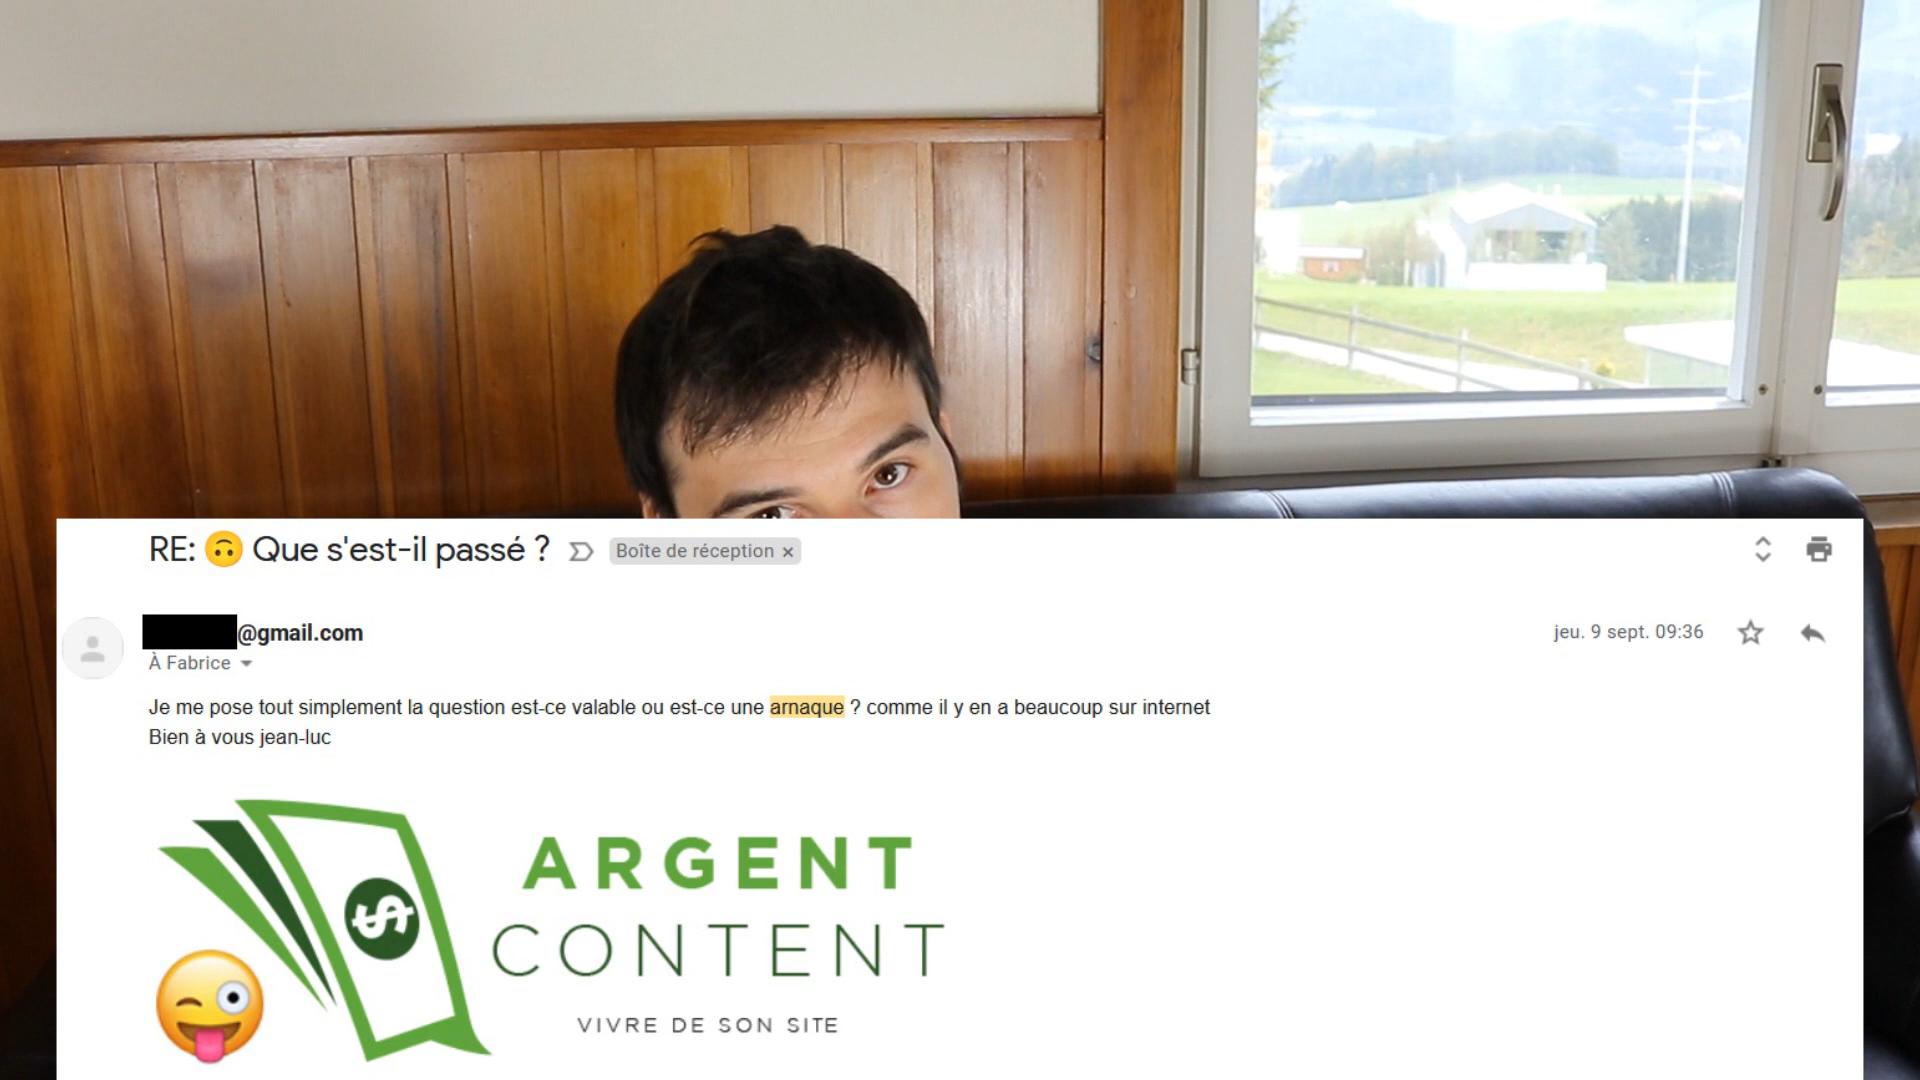 RE: 🙃 Que s'est-il passé ? Boîte de réception ×
@gmail.com
jeu. 9 sept. 09:36
À Fabrice
Je me pose tout simplement la question est-ce valable ou est-ce une arnaque ? comme il y en a beaucoup sur internet
Bien à vous jean-luc
$
ARGENT
CONTENT
VIVRE DE SON SITE